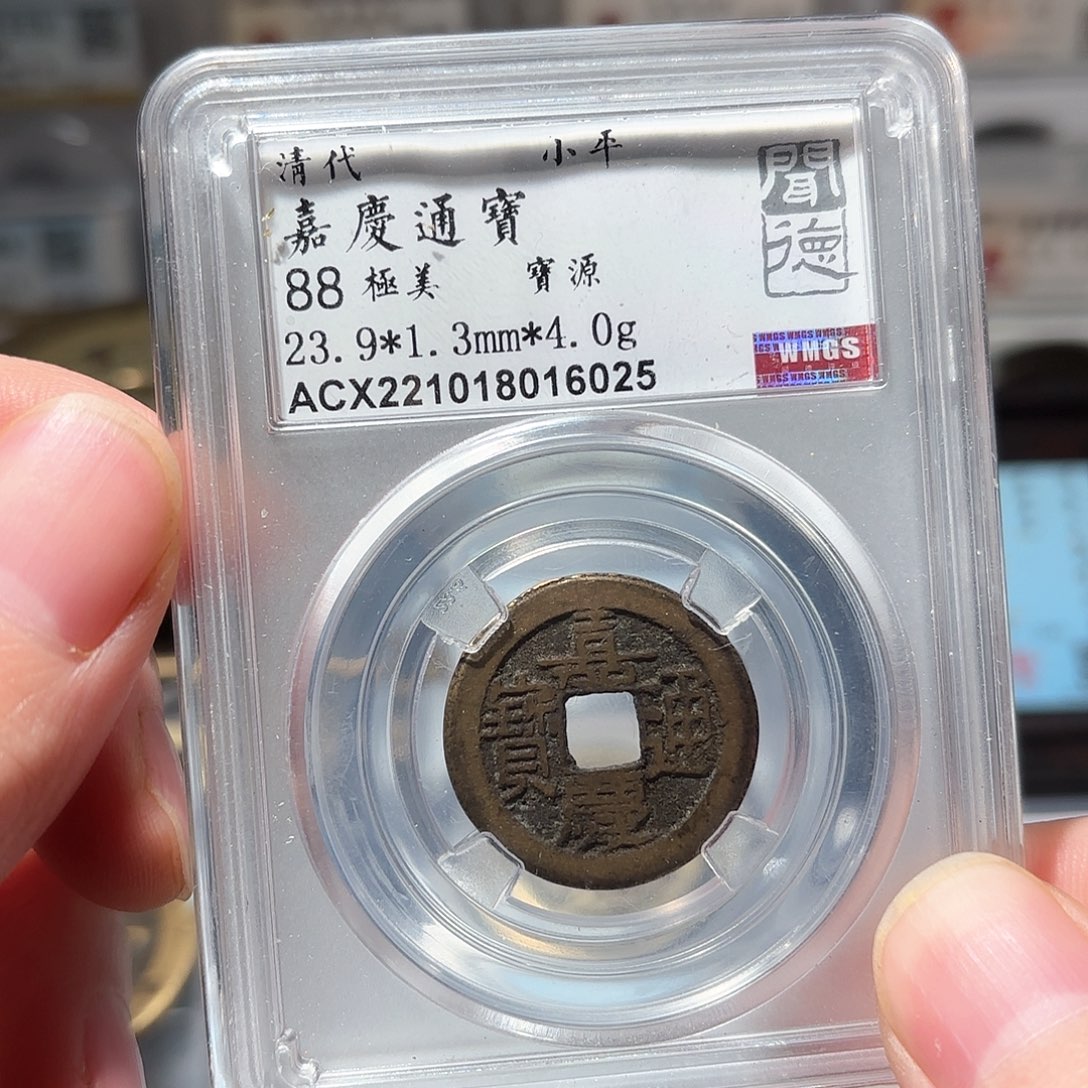 清代 小平
嘉慶通寶
88 極美 寶源
23.9*1.3mm*4.0g
ACX221018016025
聞德
WMGS
嘉慶通寶